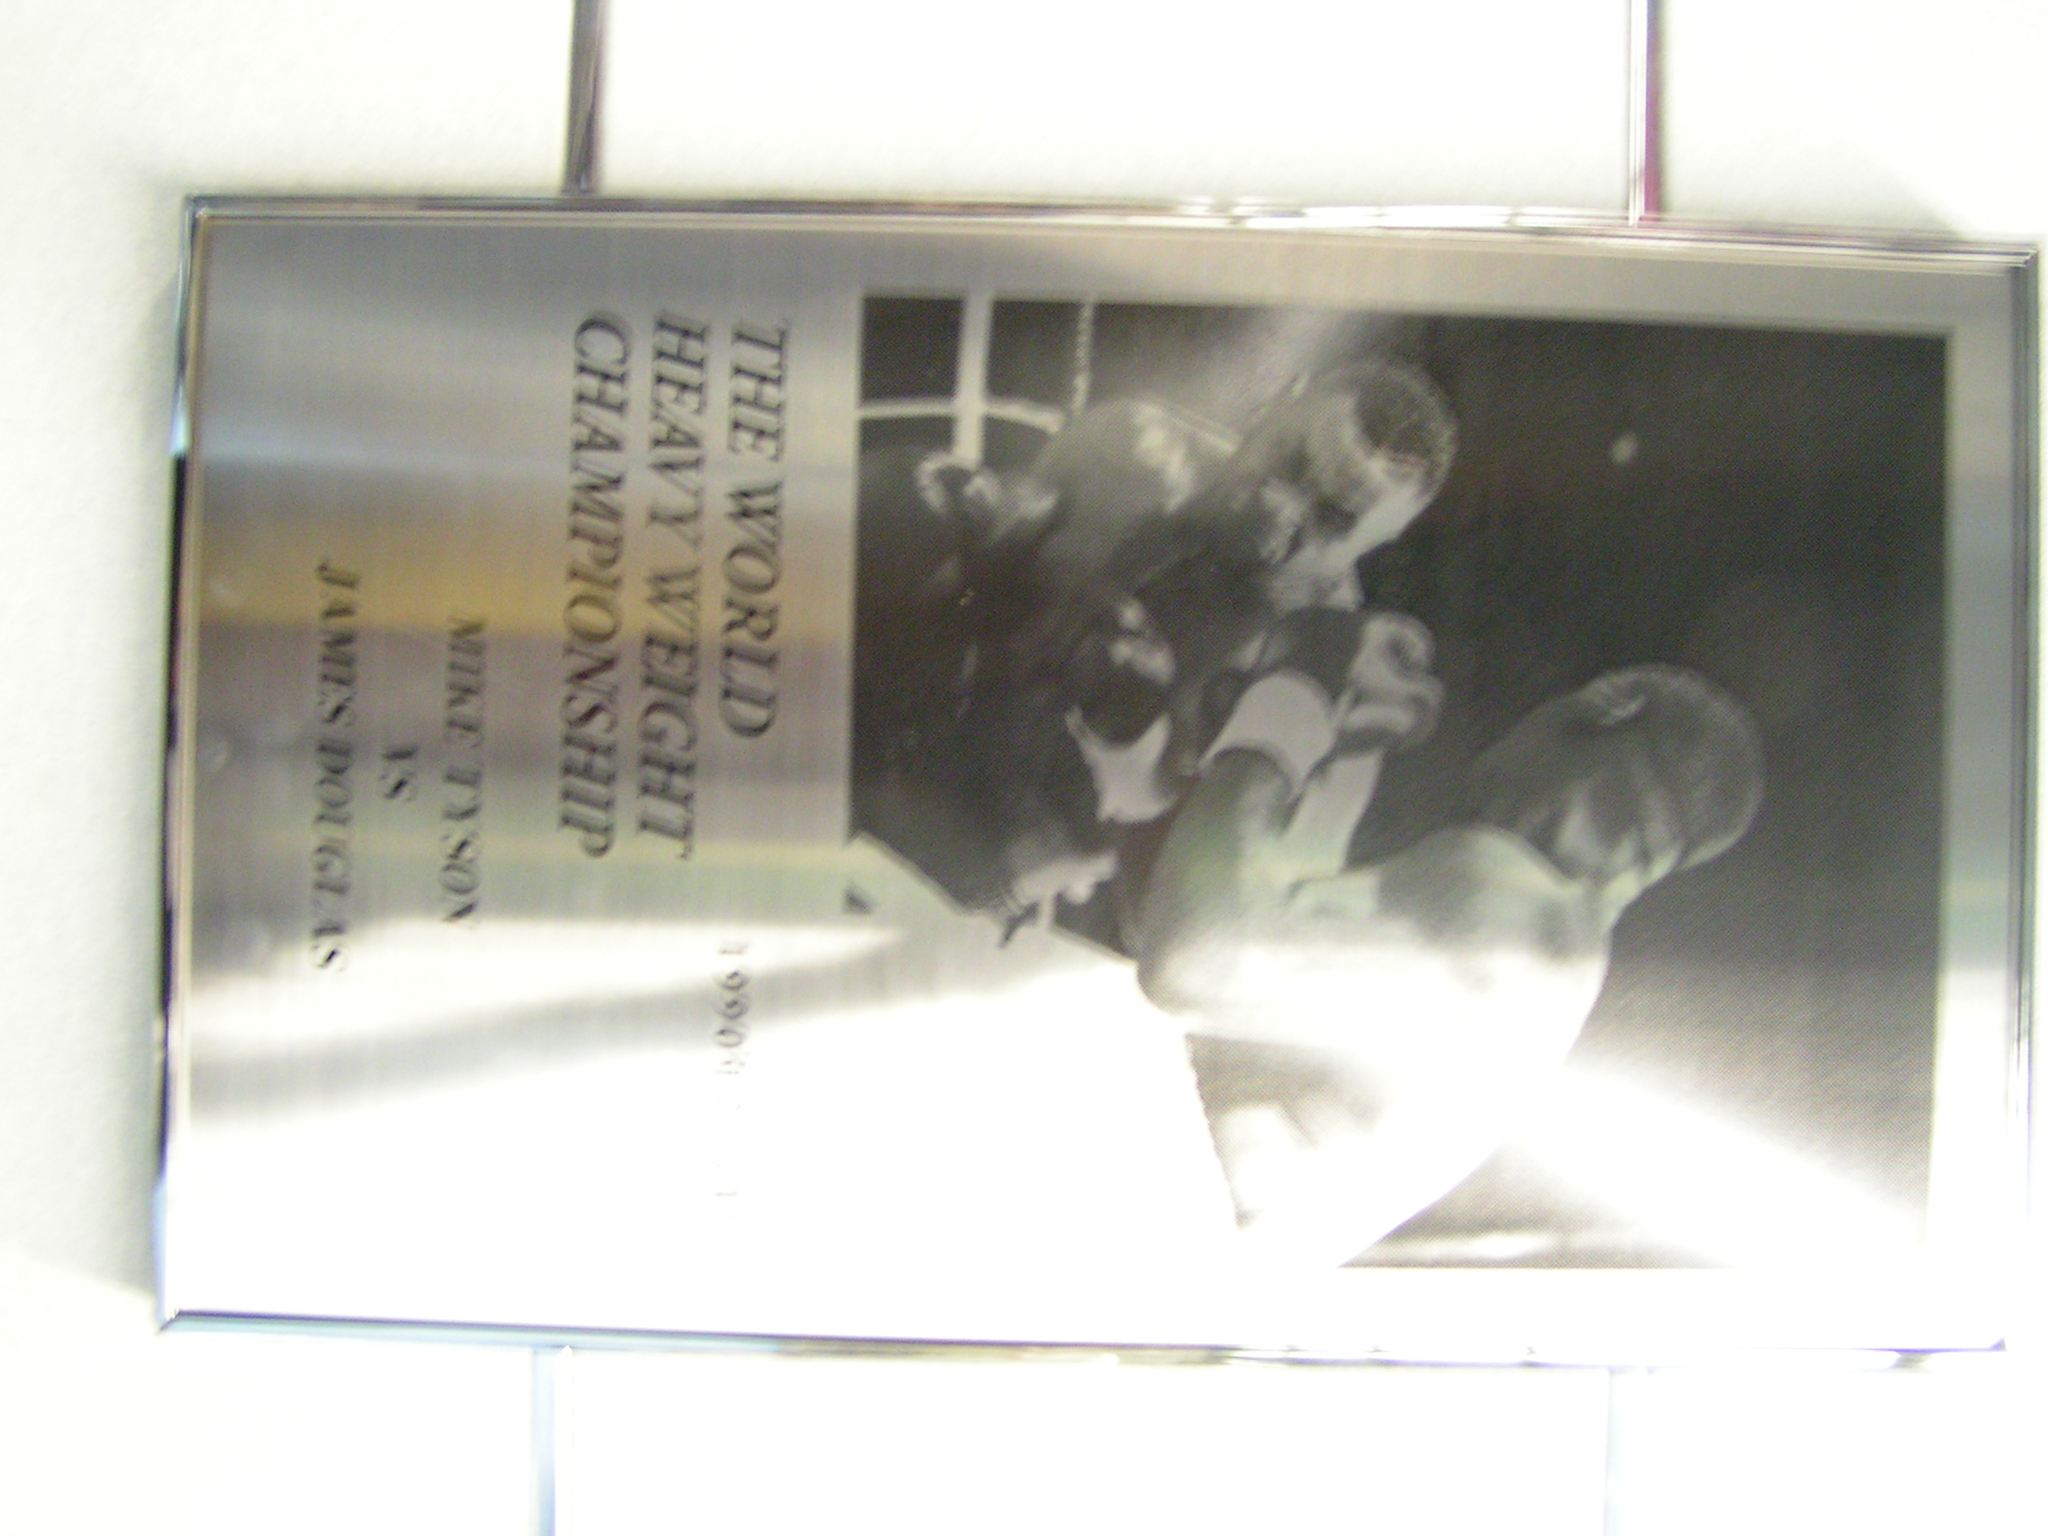 1990
THE WORLD
HEAVY WEIGHT
CHAMPIONSHIP
MIKE TYSON
VS
JAMES DOUGLAS